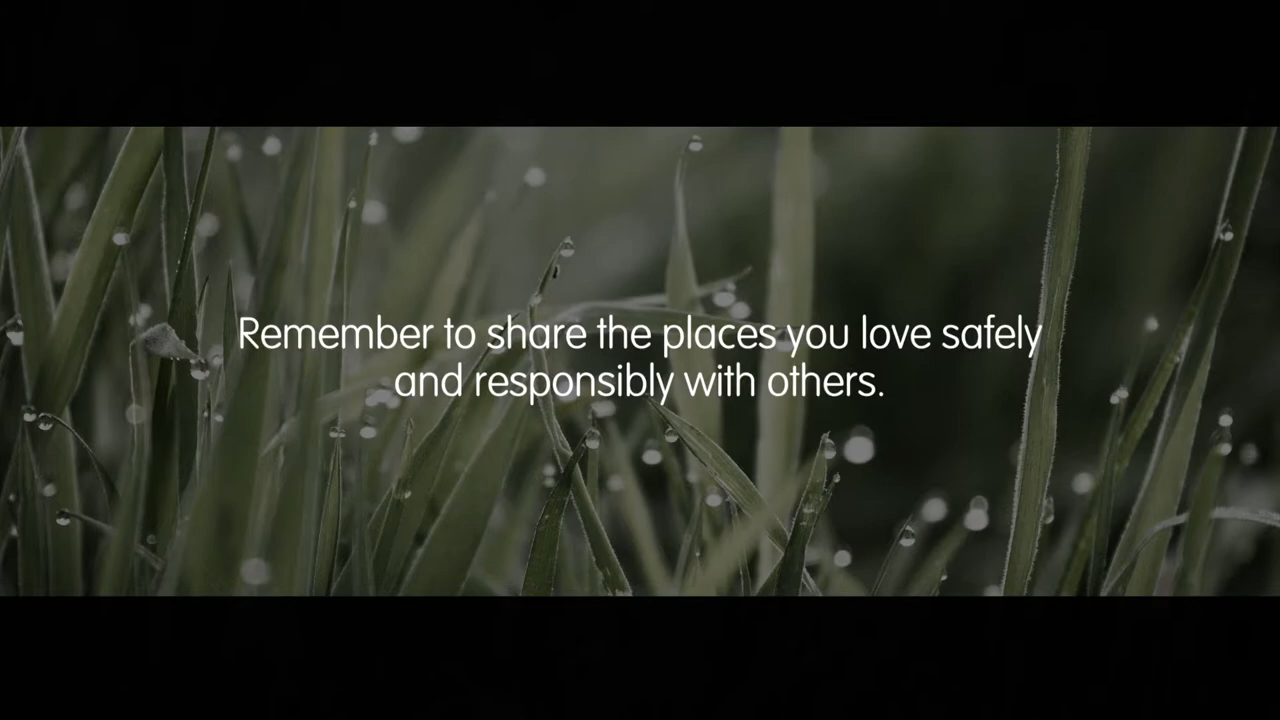 Remember to share the places you love safely
and responsibly with others.